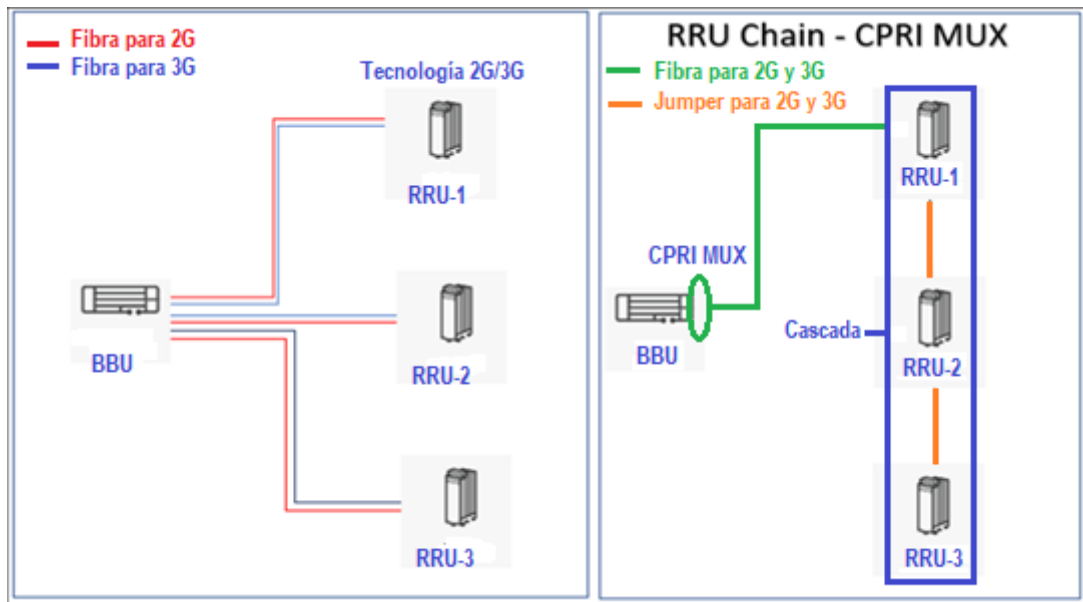 Fibra para 2G
Fibra para 3G
Tecnología 2G/3G
RRU-1
BBU
RRU-2
RRU-3
RRU Chain - CPRI MUX
Fibra para 2G y 3G
Jumper para 2G y 3G
RRU-1
CPRI MUX
BBU
Cascada
RRU-2
RRU-3